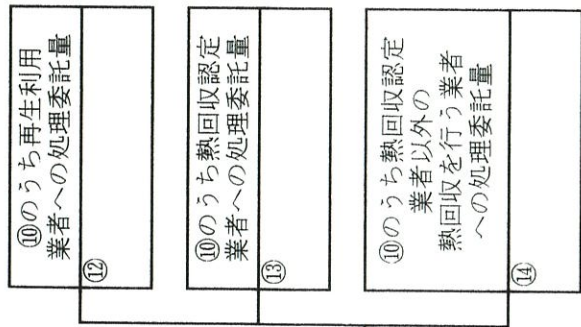 ⑩のうち再生利用
業者への処理委託量
⑫
⑩のうち熱回収認定
業者への処理委託量
⑬
⑩のうち熱回収認定
業者以外の
熱回収を行う業者
への処理委託量
⑭